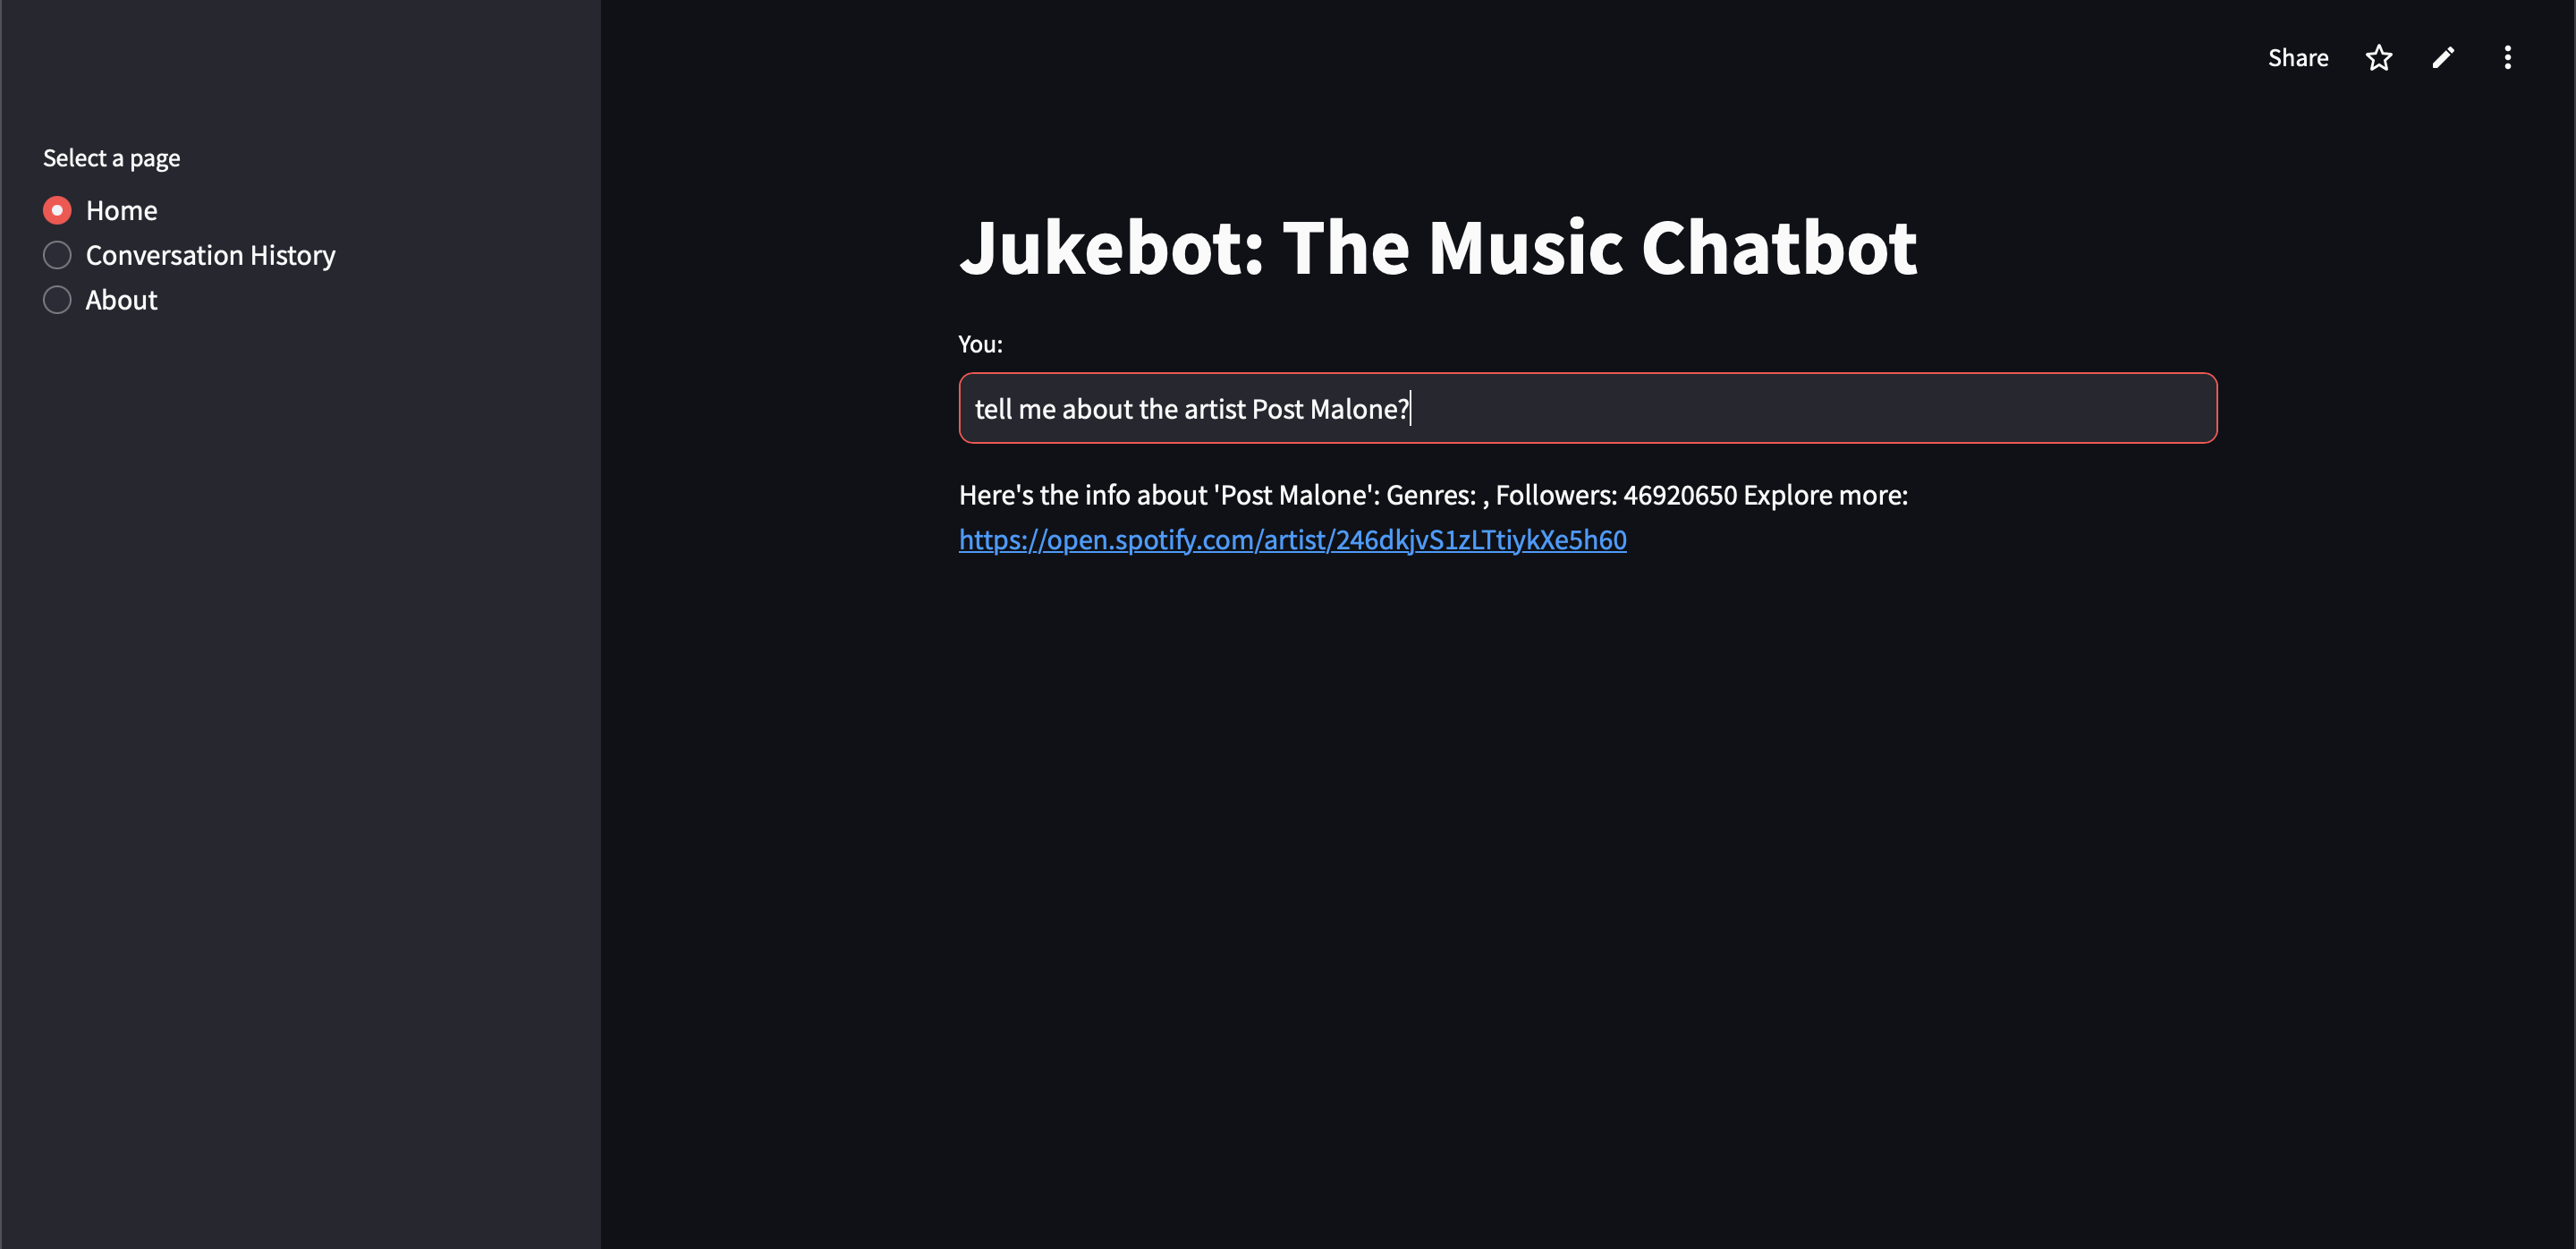 Share
Select a page
Home
Conversation History
About
Jukebot: The Music Chatbot
You:
tell me about the artist Post Malone?
Here's the info about 'Post Malone': Genres: , Followers: 46920650 Explore more:
https://open.spotify.com/artist/246dkjvS1zLTtiykXe5h60